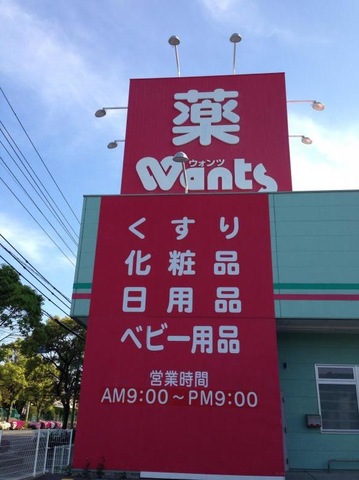 薬
ウォンツ
Wants
くすり
化粧品
日用品
ベビー用品
営業時間
AM9:00～PM9:00